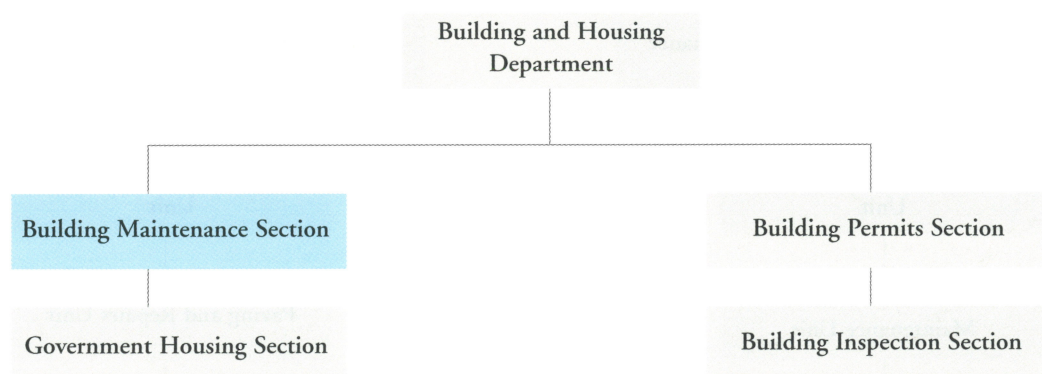 Building and Housing
Department
Building Maintenance Section
Building Permits Section
Government Housing Section
Building Inspection Section